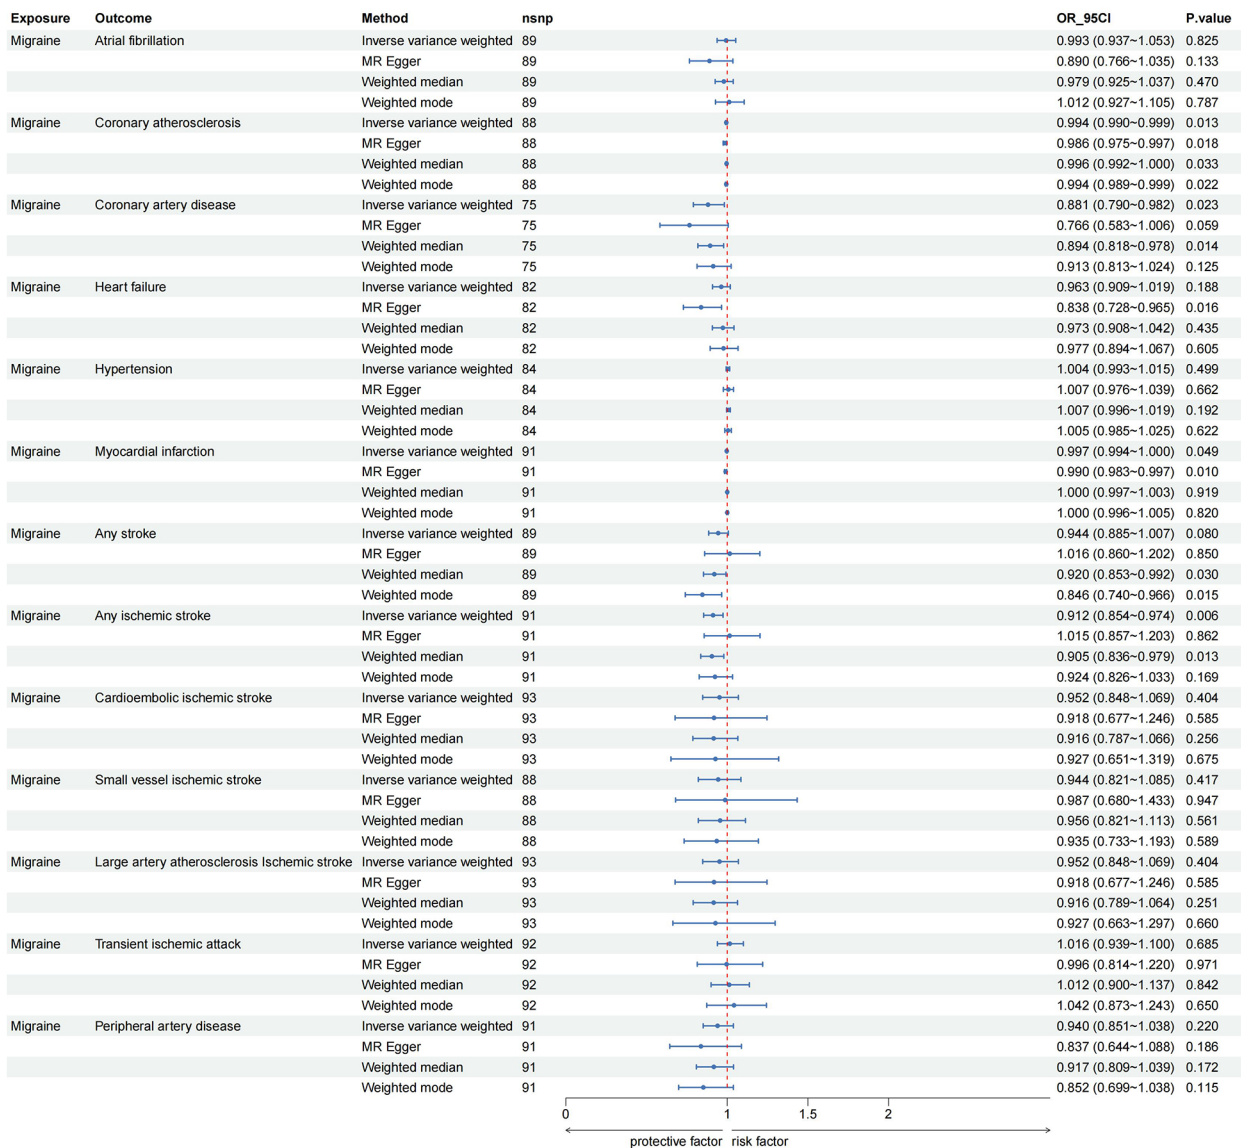 Exposure Outcome Method nsnp OR_95CI P.value
Migraine Atrial fibrillation Inverse variance weighted 89 0.993 (0.937~1.053) 0.825
MR Egger 89 0.890 (0.766~1.035) 0.133
Weighted median 89 0.979 (0.925~1.037) 0.470
Weighted mode 89 1.012 (0.927~1.105) 0.787
Migraine Coronary atherosclerosis Inverse variance weighted 88 0.994 (0.990~0.999) 0.013
MR Egger 88 0.986 (0.975~0.997) 0.018
Weighted median 88 0.996 (0.992~1.000) 0.033
Weighted mode 88 0.994 (0.989~0.999) 0.022
Migraine Coronary artery disease Inverse variance weighted 75 0.881 (0.790~0.982) 0.023
MR Egger 75 0.766 (0.583~1.006) 0.059
Weighted median 75 0.894 (0.818~0.978) 0.014
Weighted mode 75 0.913 (0.813~1.024) 0.125
Migraine Heart failure Inverse variance weighted 82 0.963 (0.909~1.019) 0.188
MR Egger 82 0.838 (0.728~0.965) 0.016
Weighted median 82 0.973 (0.908~1.042) 0.435
Weighted mode 82 0.977 (0.894~1.067) 0.605
Migraine Hypertension Inverse variance weighted 84 1.004 (0.993~1.015) 0.499
MR Egger 84 1.007 (0.976~1.039) 0.662
Weighted median 84 1.007 (0.996~1.019) 0.192
Weighted mode 84 1.005 (0.985~1.025) 0.622
Migraine Myocardial infarction Inverse variance weighted 91 0.997 (0.994~1.000) 0.049
MR Egger 91 0.990 (0.983~0.997) 0.010
Weighted median 91 1.000 (0.997~1.003) 0.919
Weighted mode 91 1.000 (0.996~1.005) 0.820
Migraine Any stroke Inverse variance weighted 89 0.944 (0.885~1.007) 0.080
MR Egger 89 1.016 (0.860~1.202) 0.850
Weighted median 89 0.920 (0.853~0.992) 0.030
Weighted mode 89 0.846 (0.740~0.966) 0.015
Migraine Any ischemic stroke Inverse variance weighted 91 0.912 (0.854~0.974) 0.006
MR Egger 91 1.015 (0.857~1.203) 0.862
Weighted median 91 0.905 (0.836~0.979) 0.013
Weighted mode 91 0.924 (0.826~1.033) 0.169
Migraine Cardioembolic ischemic stroke Inverse variance weighted 93 0.952 (0.848~1.069) 0.404
MR Egger 93 0.918 (0.677~1.246) 0.585
Weighted median 93 0.916 (0.787~1.066) 0.256
Weighted mode 93 0.927 (0.651~1.319) 0.675
Migraine Small vessel ischemic stroke Inverse variance weighted 88 0.944 (0.821~1.085) 0.417
MR Egger 88 0.987 (0.680~1.433) 0.947
Weighted median 88 0.956 (0.821~1.113) 0.561
Weighted mode 88 0.935 (0.733~1.193) 0.589
Migraine Large artery atherosclerosis Ischemic stroke Inverse variance weighted 93 0.952 (0.848~1.069) 0.404
MR Egger 93 0.918 (0.677~1.246) 0.585
Weighted median 93 0.916 (0.789~1.064) 0.251
Weighted mode 93 0.927 (0.663~1.297) 0.660
Migraine Transient ischemic attack Inverse variance weighted 92 1.016 (0.939~1.100) 0.685
MR Egger 92 0.996 (0.814~1.220) 0.971
Weighted median 92 1.012 (0.900~1.137) 0.842
Weighted mode 92 1.042 (0.873~1.243) 0.650
Migraine Peripheral artery disease Inverse variance weighted 91 0.940 (0.851~1.038) 0.220
MR Egger 91 0.837 (0.644~1.088) 0.186
Weighted median 91 0.917 (0.809~1.039) 0.172
Weighted mode 91 0.852 (0.699~1.038) 0.115
0 1 1.5 2
protective factor risk factor